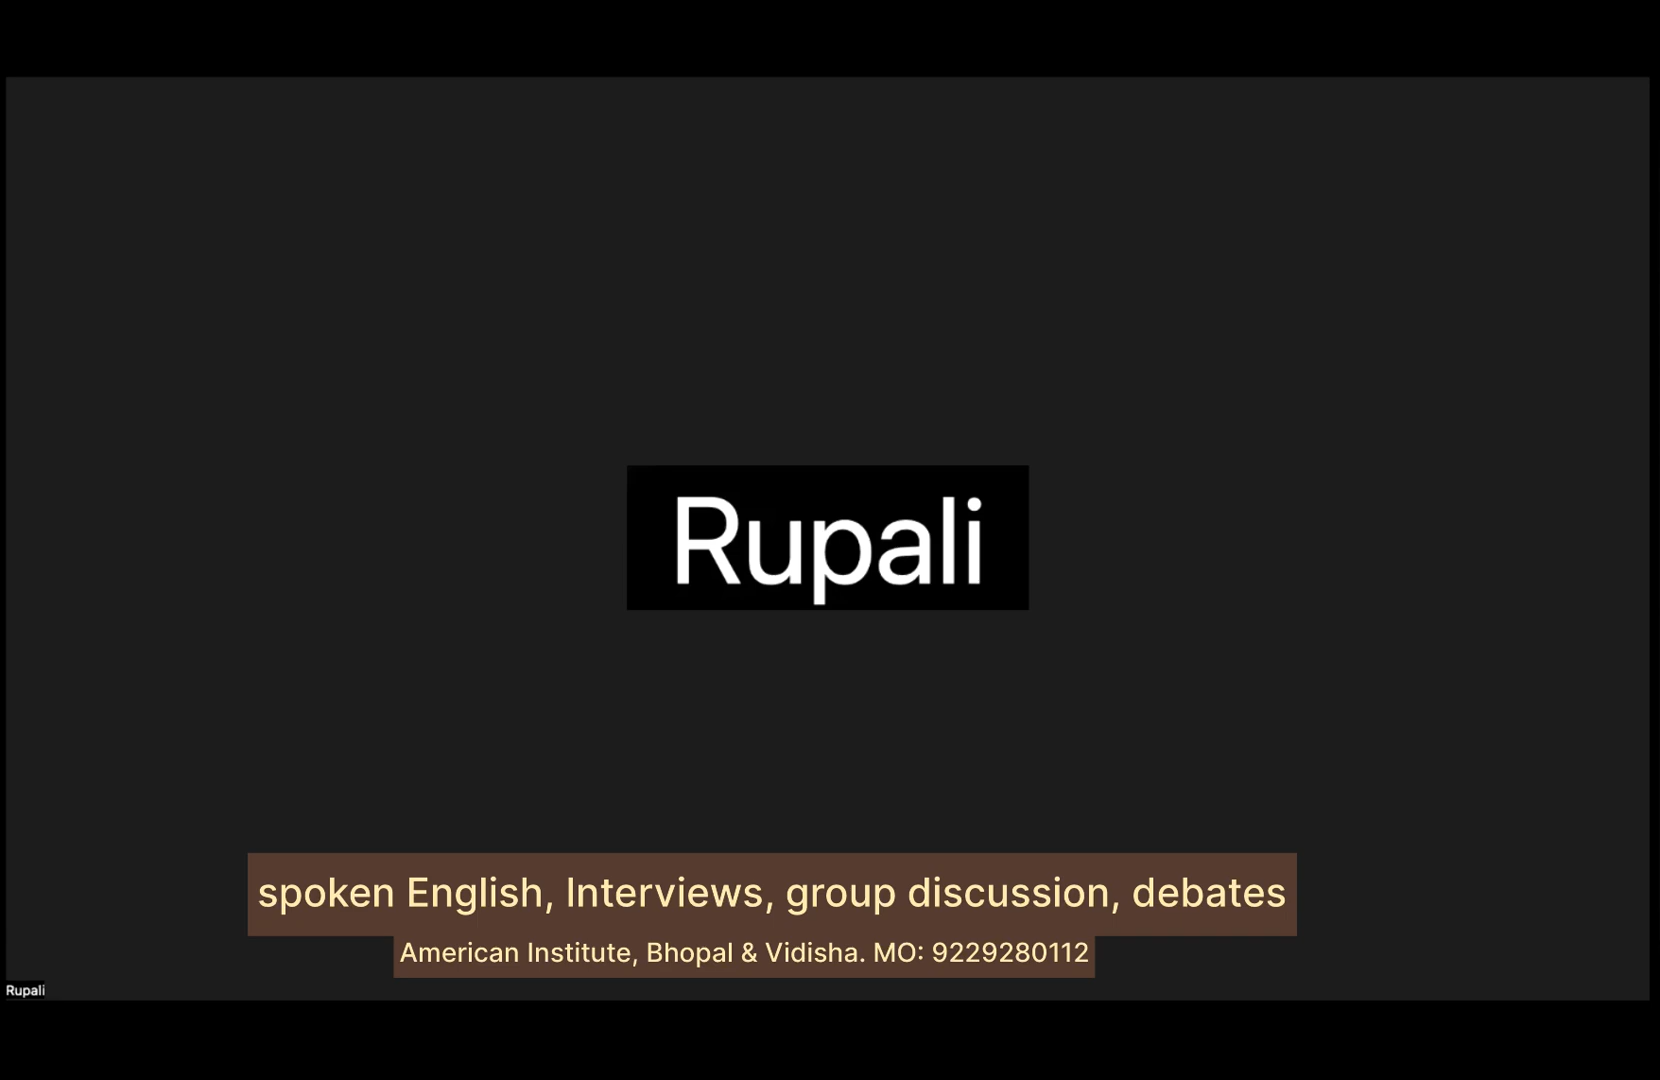 Rupali
spoken English, Interviews, group discussion, debates
American Institute, Bhopal & Vidisha. MO: 9229280112
Rupali